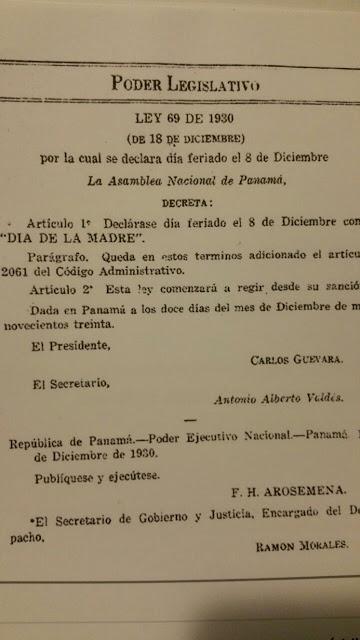 PODER LEGISLATIVO
LEY 69 DE 1930
(DE 18 DE DICIEMBRE)
por la cual se declara día feriado el 8 de Diciembre
La Asamblea Nacional de Panamá,
DECRETA:
Artículo 1º Declárase día feriado el 8 de Diciembre con
"DIA DE LA MADRE".
Parágrafo. Queda en estos terminos adicionado el artícu
2061 del Código Administrativo.
Artículo 2º Esta ley comenzará a regir desde su sanció
Dada en Panamá a los doce días del mes de Diciembre de m
novecientos treinta.
El Presidente,
CARLOS GUEVARA.
El Secretario,
Antonio Alberto Valdés.
República de Panamá.—Poder Ejecutivo Nacional.—Panamá 1
de Diciembre de 1930.
Publíquese y ejecútese.
F. H. AROSEMENA.
El Secretario de Gobierno y Justicia, Encargado del De
pacho,
RAMON MORALES.